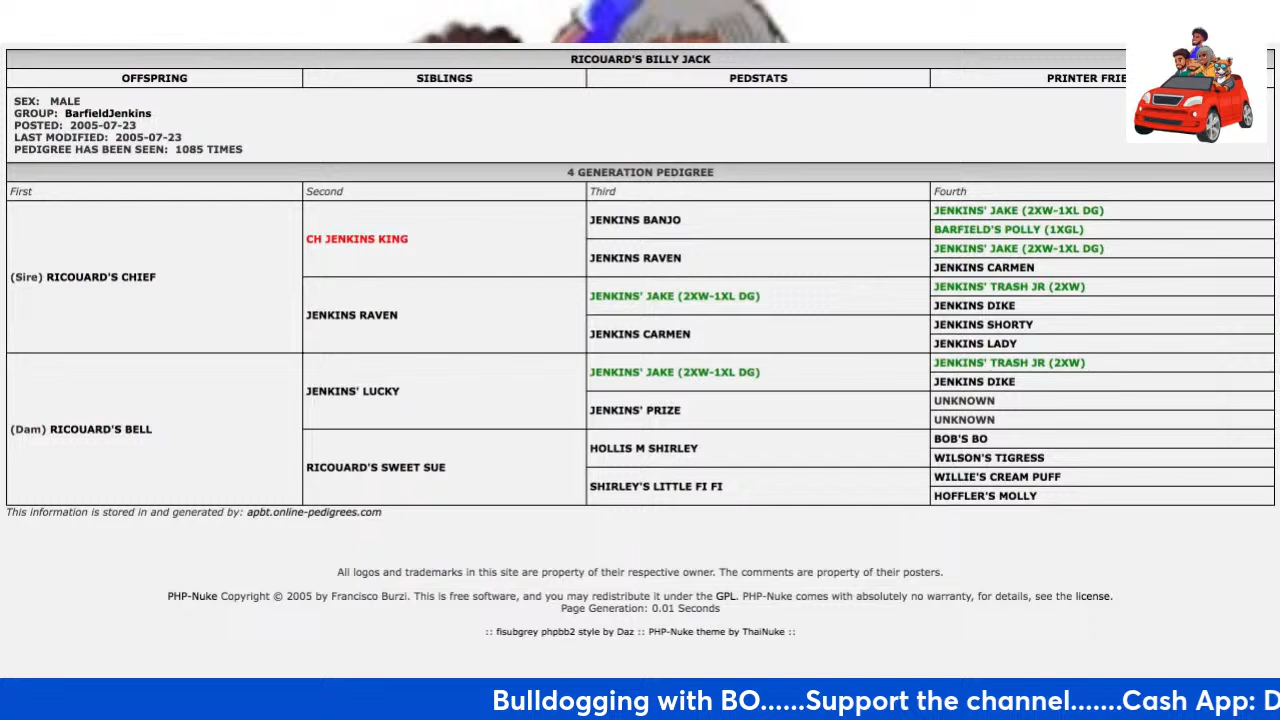 RICOUARD'S BILLY JACK
OFFSPRING SIBLINGS PEDSTATS PRINTER FRIE
SEX: MALE
GROUP: BarfieldJenkins
POSTED: 2005-07-23
LAST MODIFIED: 2005-07-23
PEDIGREE HAS BEEN SEEN: 1085 TIMES
4 GENERATION PEDIGREE
First Second Third Fourth
(Sire) RICOUARD'S CHIEF
CH JENKINS KING
JENKINS BANJO
JENKINS' JAKE (2XW-1XL DG)
BARFIELD'S POLLY (1XGL)
JENKINS RAVEN
JENKINS' JAKE (2XW-1XL DG)
JENKINS CARMEN
JENKINS RAVEN
JENKINS' JAKE (2XW-1XL DG)
JENKINS' TRASH JR (2XW)
JENKINS DIKE
JENKINS CARMEN
JENKINS SHORTY
JENKINS LADY
(Dam) RICOUARD'S BELL
JENKINS' LUCKY
JENKINS' JAKE (2XW-1XL DG)
JENKINS' TRASH JR (2XW)
JENKINS DIKE
JENKINS' PRIZE
UNKNOWN
UNKNOWN
RICOUARD'S SWEET SUE
HOLLIS M SHIRLEY
BOB'S BO
WILSON'S TIGRESS
SHIRLEY'S LITTLE FI FI
WILLIE'S CREAM PUFF
HOFFLER'S MOLLY
This information is stored in and generated by: apbt.online-pedigrees.com
All logos and trademarks in this site are property of their respective owner. The comments are property of their posters.
PHP-Nuke Copyright © 2005 by Francisco Burzi. This is free software, and you may redistribute it under the GPL. PHP-Nuke comes with absolutely no warranty, for details, see the license.
Page Generation: 0.01 Seconds
:: fisubgrey phpbb2 style by Daz :: PHP-Nuke theme by ThaiNuke ::
Bulldogging with BO......Support the channel.......Cash App: D